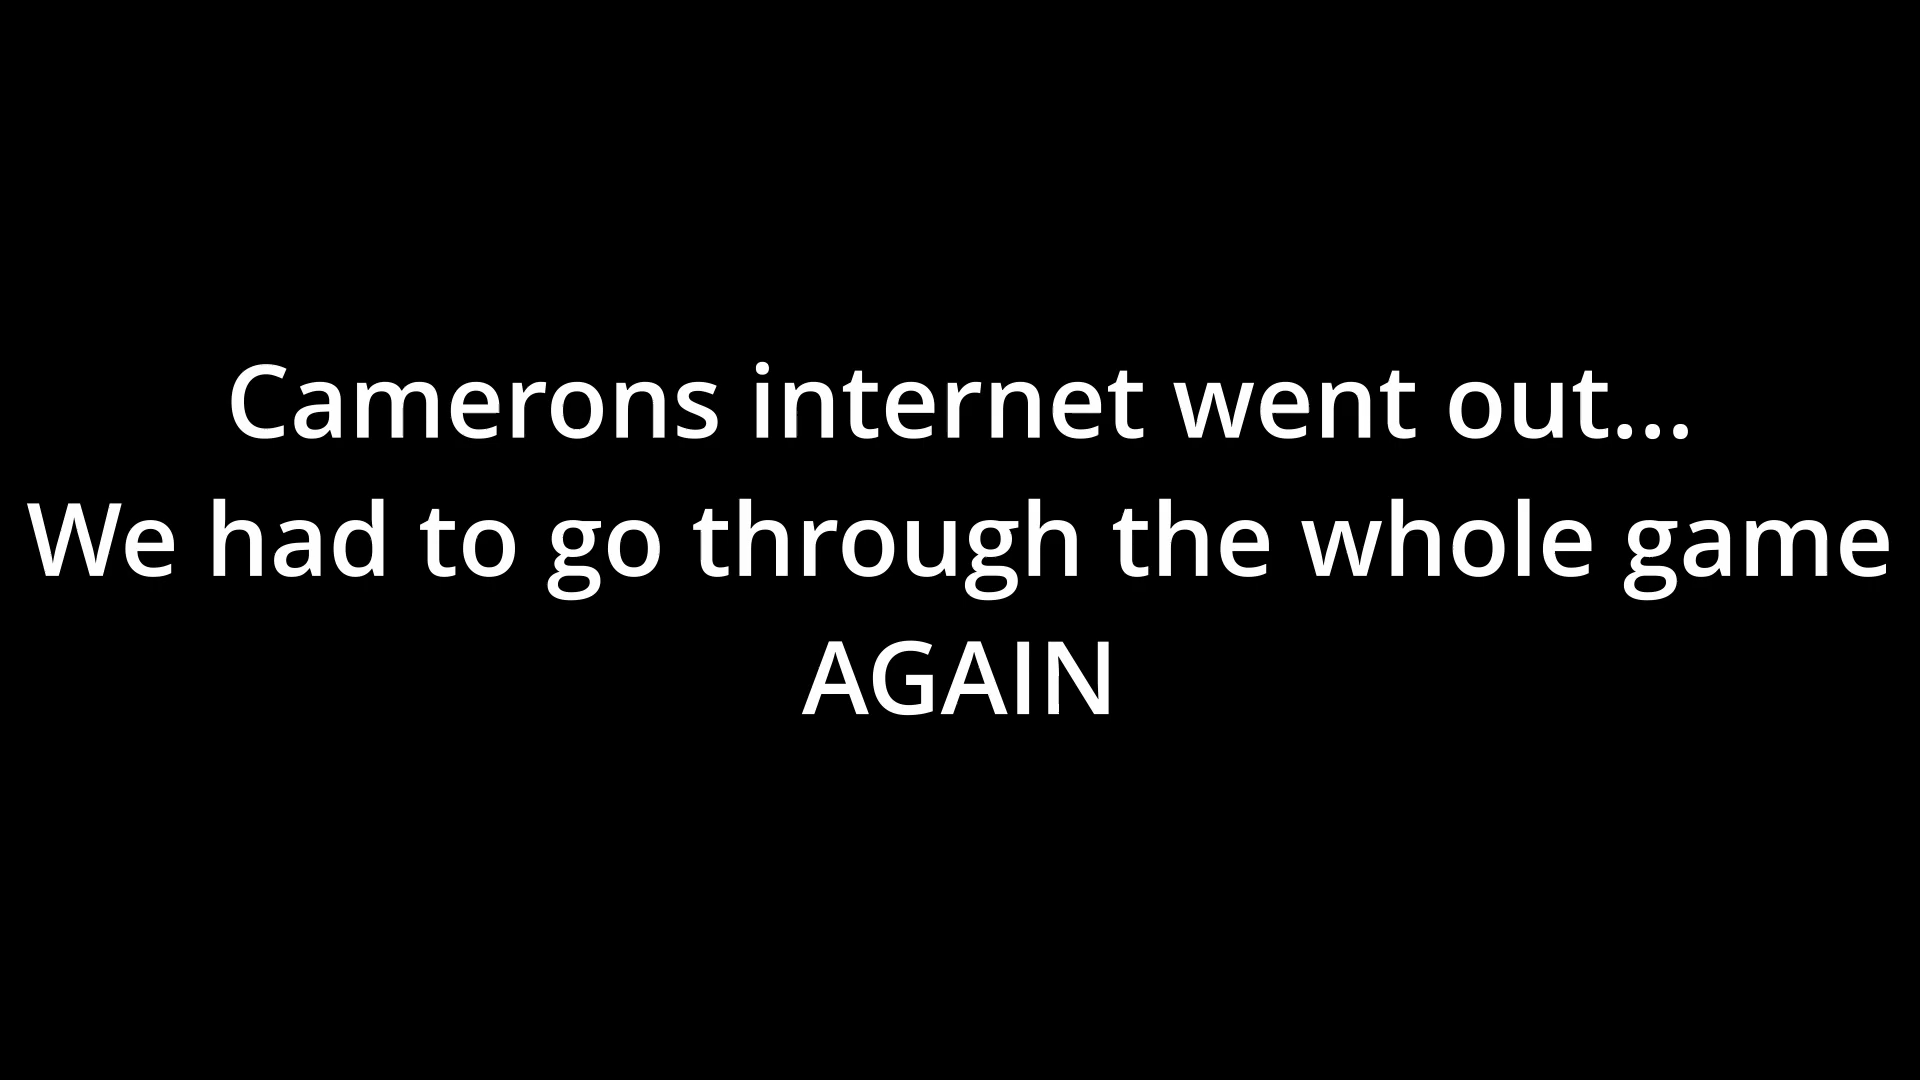 Camerons internet went out...
We had to go through the whole game
AGAIN